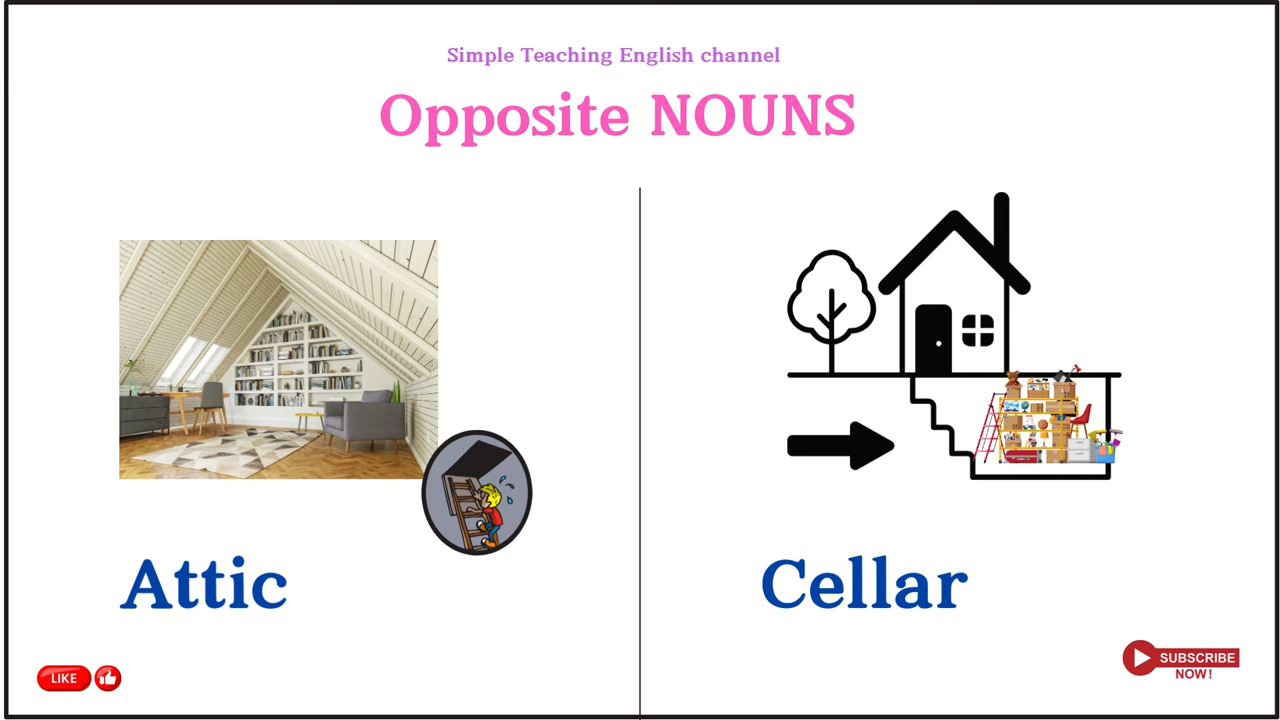 Simple Teaching English channel
Opposite NOUNS
Attic
Cellar
LIKE
SUBSCRIBE
NOW!